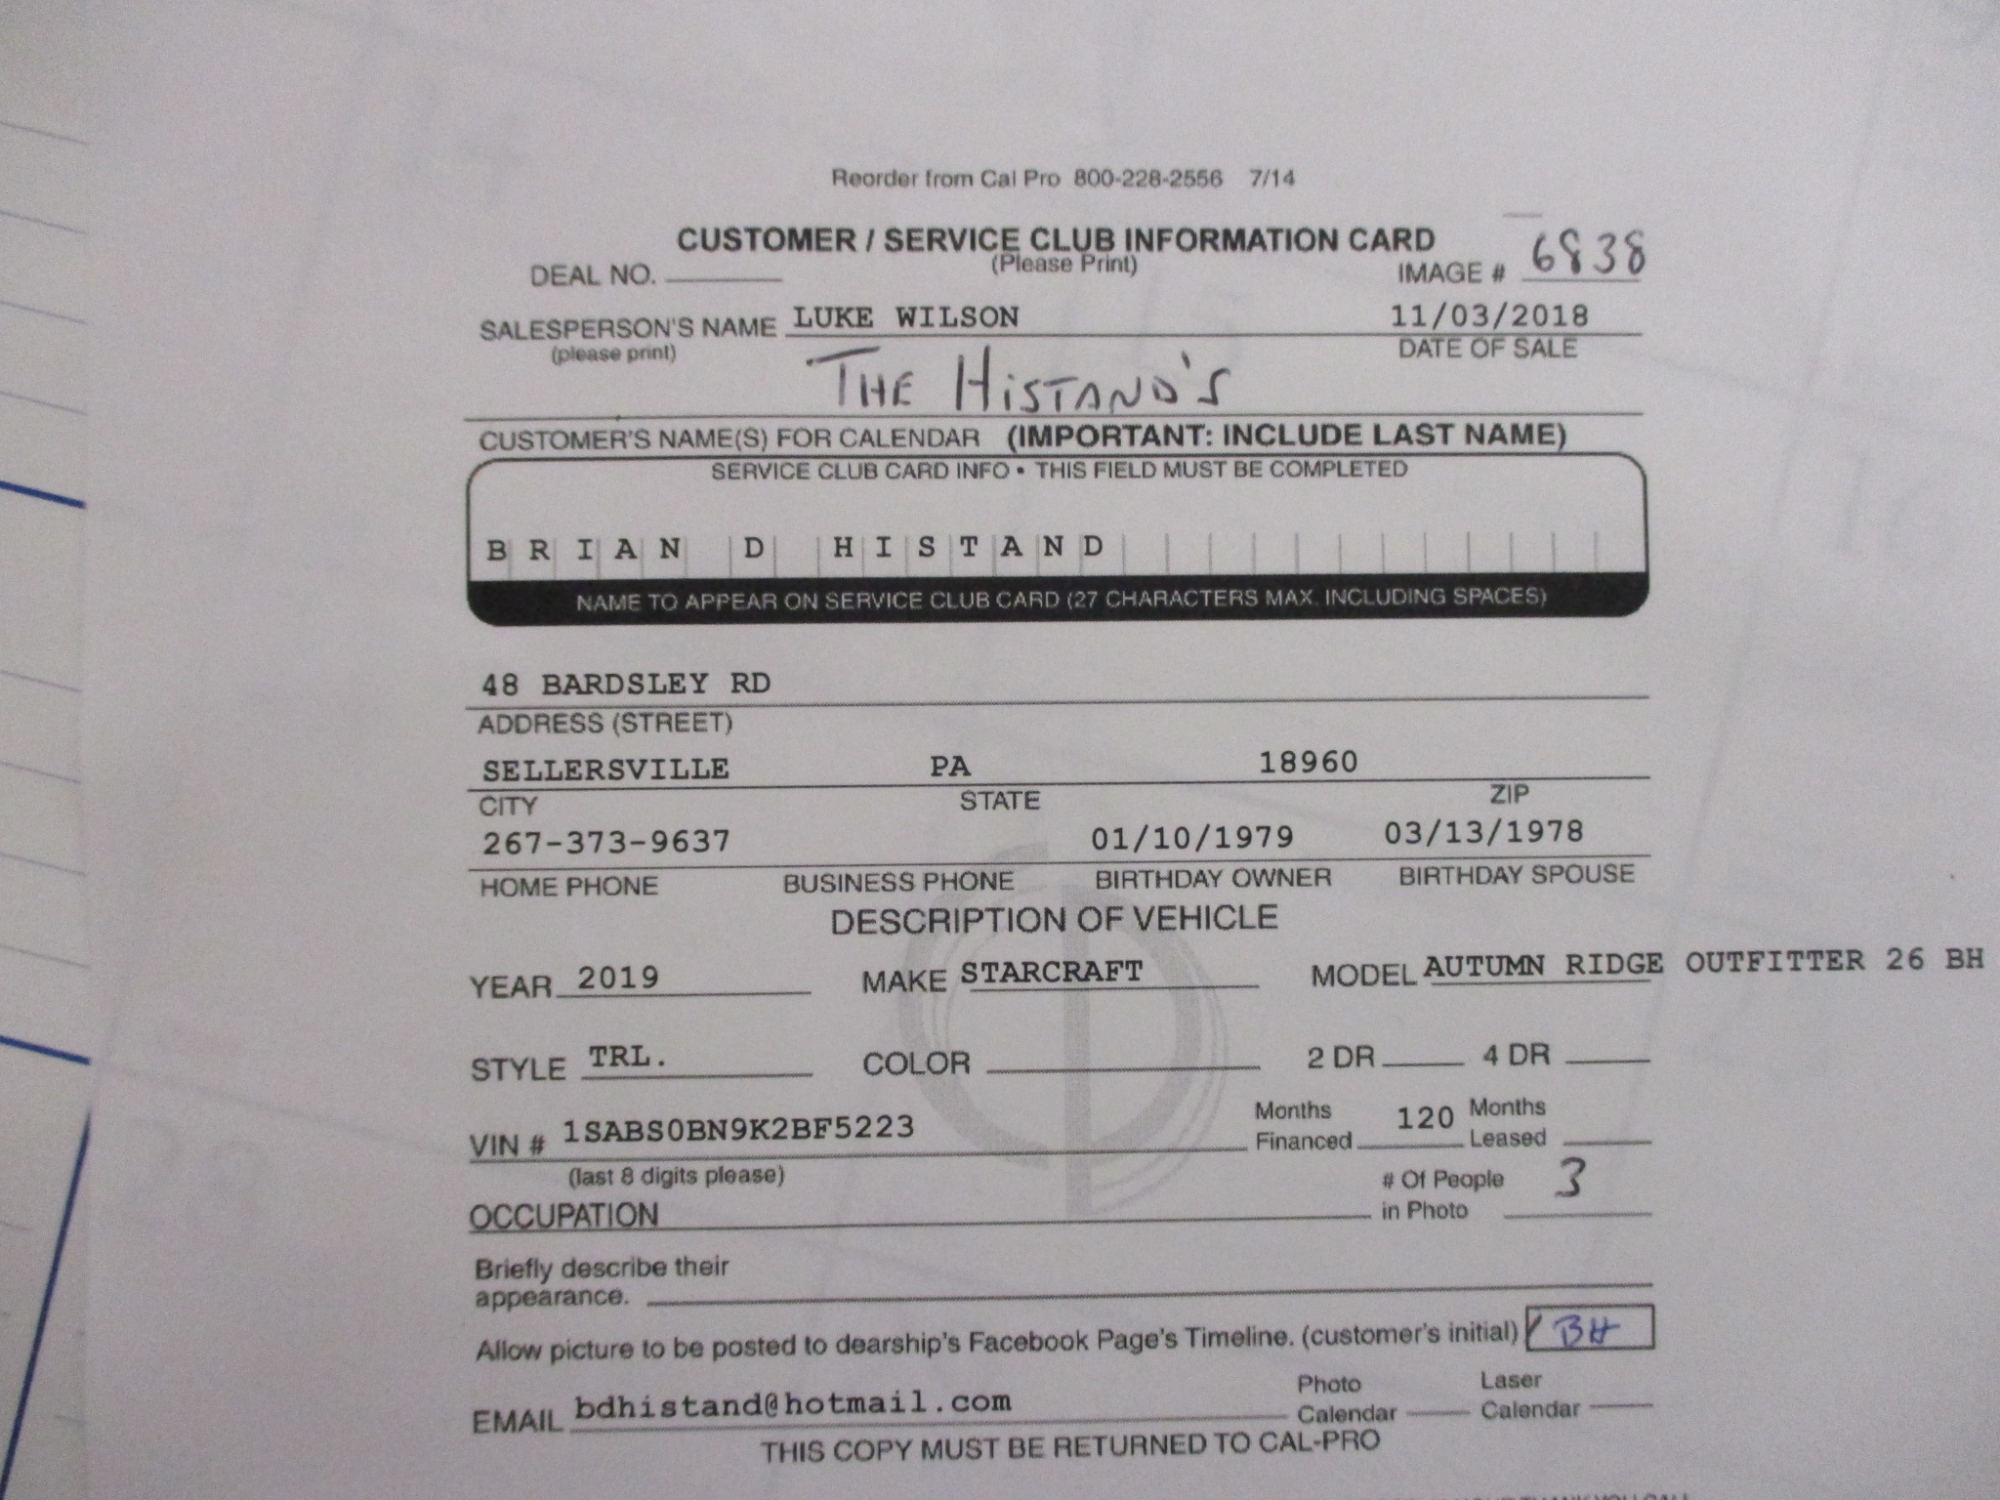 Reorder from Cal Pro 800-228-2556 7/14
CUSTOMER / SERVICE CLUB INFORMATION CARD
(Please Print)
DEAL NO. IMAGE # 6838
SALESPERSON'S NAME LUKE WILSON 11/03/2018
(please print) DATE OF SALE
THE HISTAND'S
CUSTOMER'S NAME(S) FOR CALENDAR (IMPORTANT: INCLUDE LAST NAME)
SERVICE CLUB CARD INFO • THIS FIELD MUST BE COMPLETED
BRIAN D HISTAND
NAME TO APPEAR ON SERVICE CLUB CARD (27 CHARACTERS MAX. INCLUDING SPACES)
48 BARDSLEY RD
ADDRESS (STREET)
SELLERSVILLE PA 18960
CITY STATE ZIP
267-373-9637 01/10/1979 03/13/1978
HOME PHONE BUSINESS PHONE BIRTHDAY OWNER BIRTHDAY SPOUSE
DESCRIPTION OF VEHICLE
YEAR 2019 MAKE STARCRAFT MODEL AUTUMN RIDGE OUTFITTER 26 BH
STYLE TRL. COLOR 2 DR 4 DR
VIN # 1SABS0BN9K2BF5223 Months Financed 120 Months Leased
(last 8 digits please) # Of People in Photo 3
OCCUPATION
Briefly describe their
appearance.
Allow picture to be posted to dearship's Facebook Page's Timeline. (customer's initial) BH
EMAIL bdhistand@hotmail.com Photo Calendar Laser Calendar
THIS COPY MUST BE RETURNED TO CAL-PRO